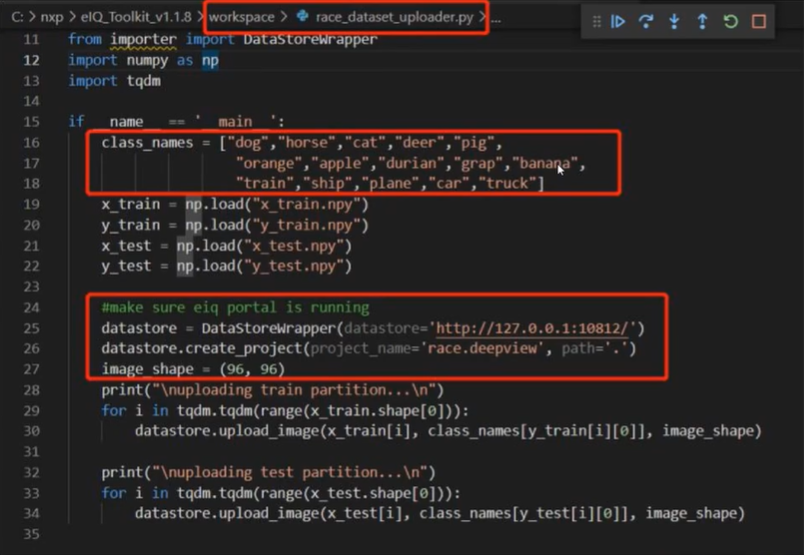 C: > nxp > eIQ_Toolkit_v1.1.8 > workspace > race_dataset_uploader.py > ...
11 from importer import DataStoreWrapper
12 import numpy as np
13 import tqdm
14
15 if __name__ == '__main__':
16 class_names = ["dog","horse","cat","deer","pig",
17 "orange","apple","durian","grap","banana",
18 "train","ship","plane","car","truck"]
19 x_train = np.load("x_train.npy")
20 y_train = np.load("y_train.npy")
21 x_test = np.load("x_test.npy")
22 y_test = np.load("y_test.npy")
23
24 #make sure eiq portal is running
25 datastore = DataStoreWrapper(datastore='http://127.0.0.1:10812/')
26 datastore.create_project(project_name='race.deepview', path='.')
27 image_shape = (96, 96)
28 print("\nuploading train partition...\n")
29 for i in tqdm.tqdm(range(x_train.shape[0])):
30 datastore.upload_image(x_train[i], class_names[y_train[i][0]], image_shape)
31
32 print("\nuploading test partition...\n")
33 for i in tqdm.tqdm(range(x_test.shape[0])):
34 datastore.upload_image(x_test[i], class_names[y_test[i][0]], image_shape)
35